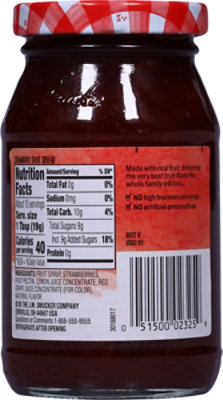 STRAWBERRY FRUIT SPREAD
Nutrition
Facts
About 15 servings
Serv. size
1 Tbsp (19g)
Calories
per serving 40
Amount/Serving % DV*
Total Fat 0g 0%
Sodium 0mg 0%
Total Carb. 10g 4%
Total Sugars 9g
Incl. 9g Added Sugars 18%
Protein 0g
*%DV = %Daily Value
INGREDIENTS: FRUIT SYRUP, STRAWBERRIES,
FRUIT PECTIN, LEMON JUICE CONCENTRATE, RED
GRAPE JUICE CONCENTRATE (FOR COLOR),
NATURAL FLAVOR.
©/® THE J.M. SMUCKER COMPANY
ORRVILLE, OH 44667 USA
Questions or Comments 1-888-550-9555
REFRIGERATE AFTER OPENING
Made with real fruit, delivering
the very best fruit flavor the
whole family will love.
NO high fructose corn syrup
NO artificial preservatives
BEST IF
USED BY:
0 51500 02325 9